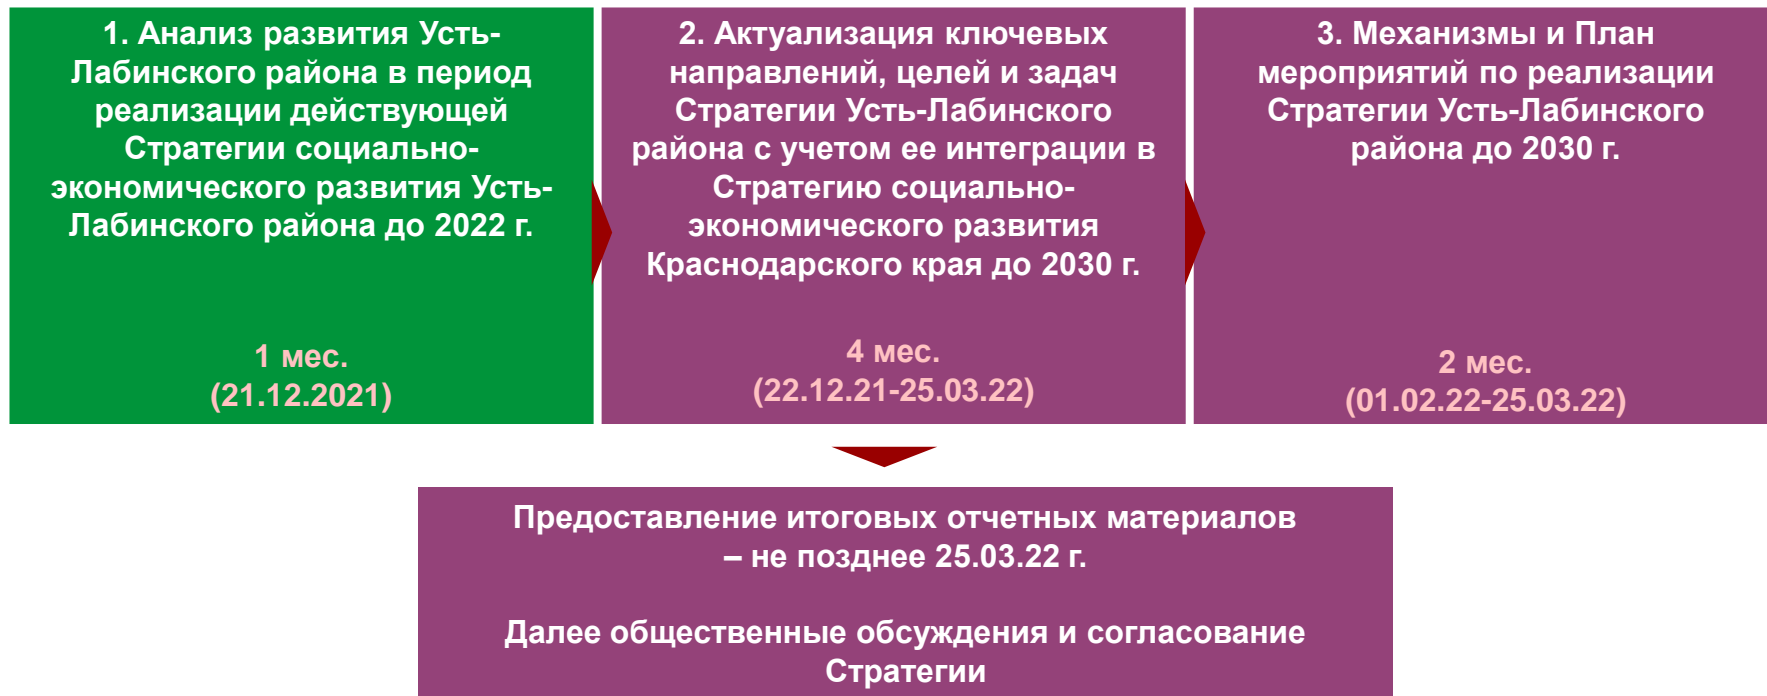 1. Анализ развития Усть-
Лабинского района в период
реализации действующей
Стратегии социально-
экономического развития Усть-
Лабинского района до 2022 г.
1 мес.
(21.12.2021)
2. Актуализация ключевых
направлений, целей и задач
Стратегии Усть-Лабинского
района с учетом ее интеграции в
Стратегию социально-
экономического развития
Краснодарского края до 2030 г.
4 мес.
(22.12.21-25.03.22)
3. Механизмы и План
мероприятий по реализации
Стратегии Усть-Лабинского
района до 2030 г.
2 мес.
(01.02.22-25.03.22)
Предоставление итоговых отчетных материалов
– не позднее 25.03.22 г.
Далее общественные обсуждения и согласование
Стратегии